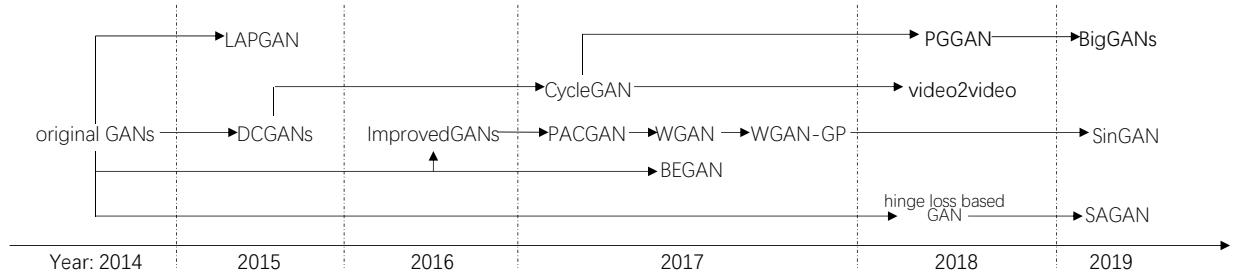 LAPGAN
PGGAN
BigGANs
CycleGAN
video2video
original GANs
DCGANs
ImprovedGANs
PACGAN
WGAN
WGAN-GP
SinGAN
BEGAN
hinge loss based
GAN
SAGAN
Year: 2014
2015
2016
2017
2018
2019